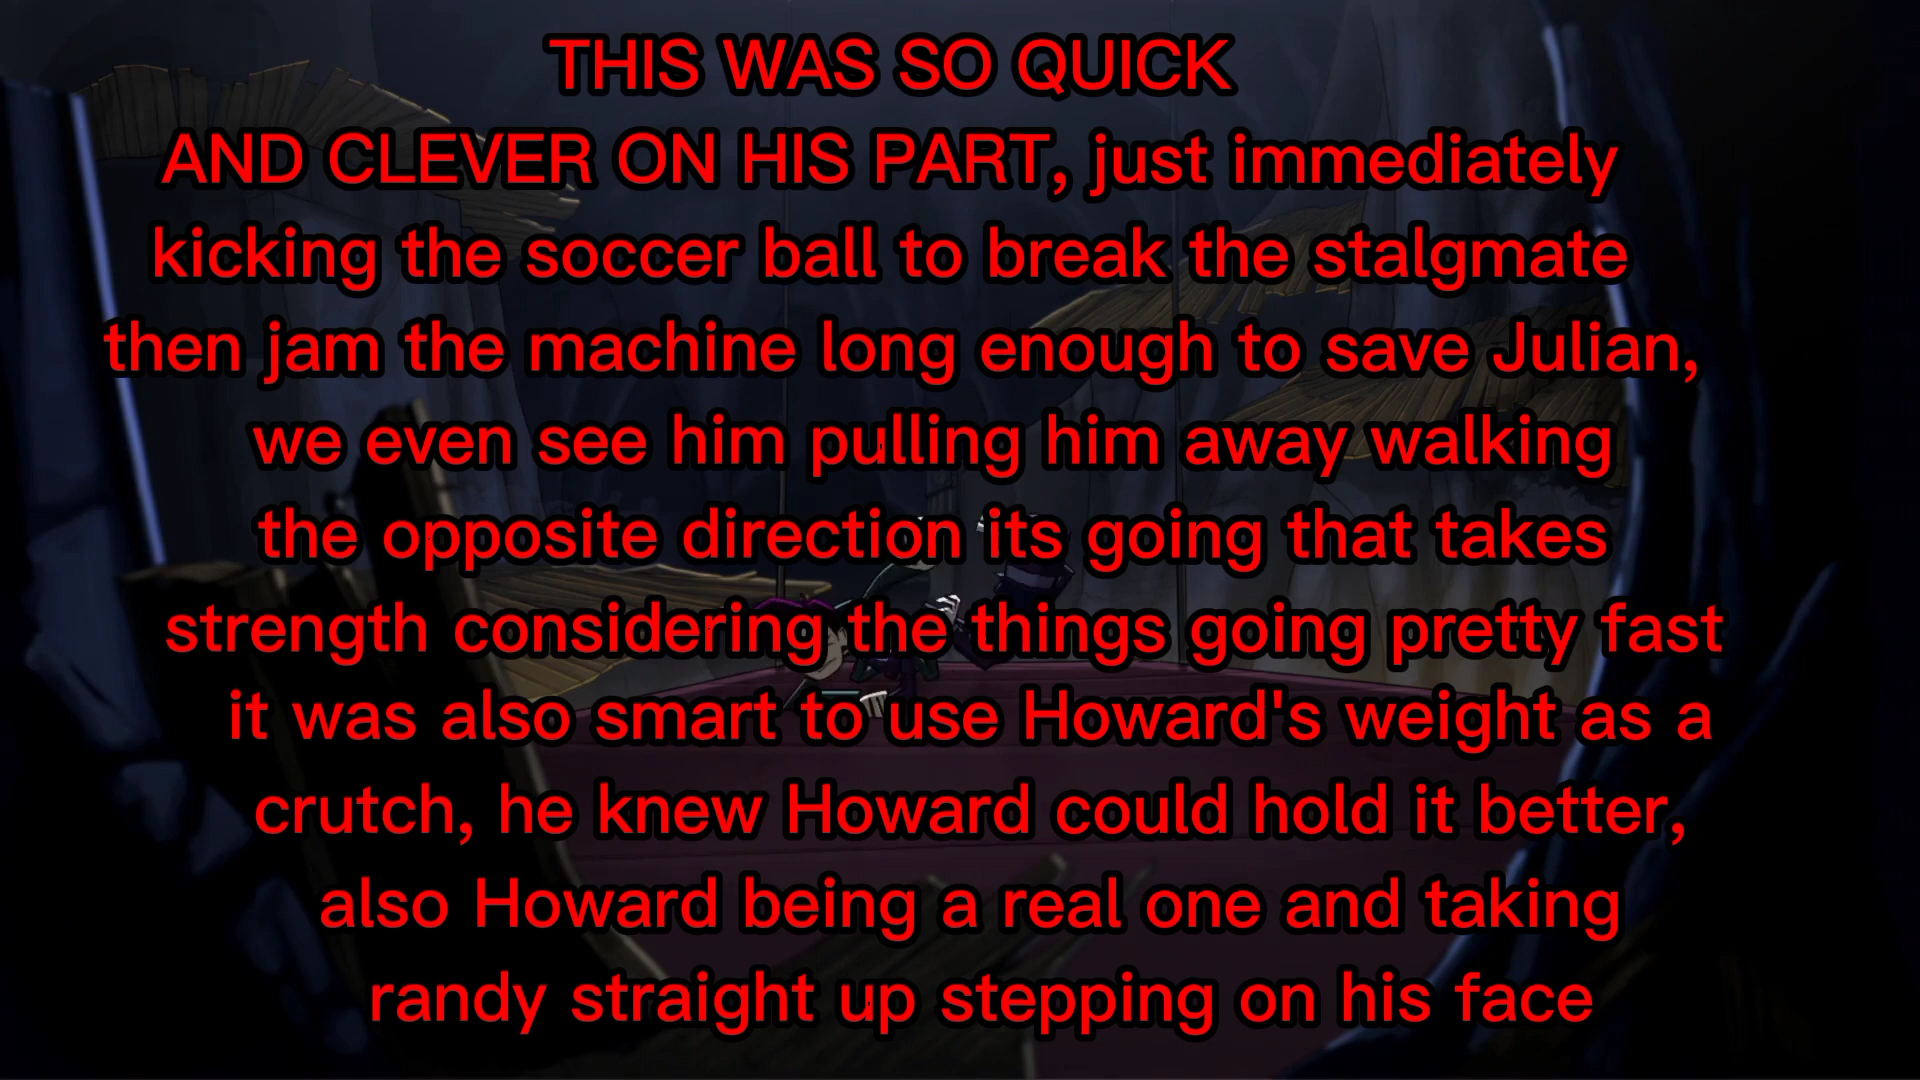 THIS WAS SO QUICK
AND CLEVER ON HIS PART, just immediately
kicking the soccer ball to break the stalgmate
then jam the machine long enough to save Julian,
we even see him pulling him away walking
the opposite direction its going that takes
strength considering the things going pretty fast
it was also smart to use Howard's weight as a
crutch, he knew Howard could hold it better,
also Howard being a real one and taking
randy straight up stepping on his face